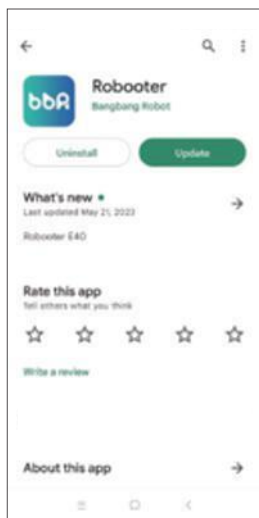 bbR
Robooter
Bangbang Robot
Uninstall
Update
What's new
Last updated May 21, 2022
Robooter E40
Rate this app
Tell others what you think
Write a review
About this app